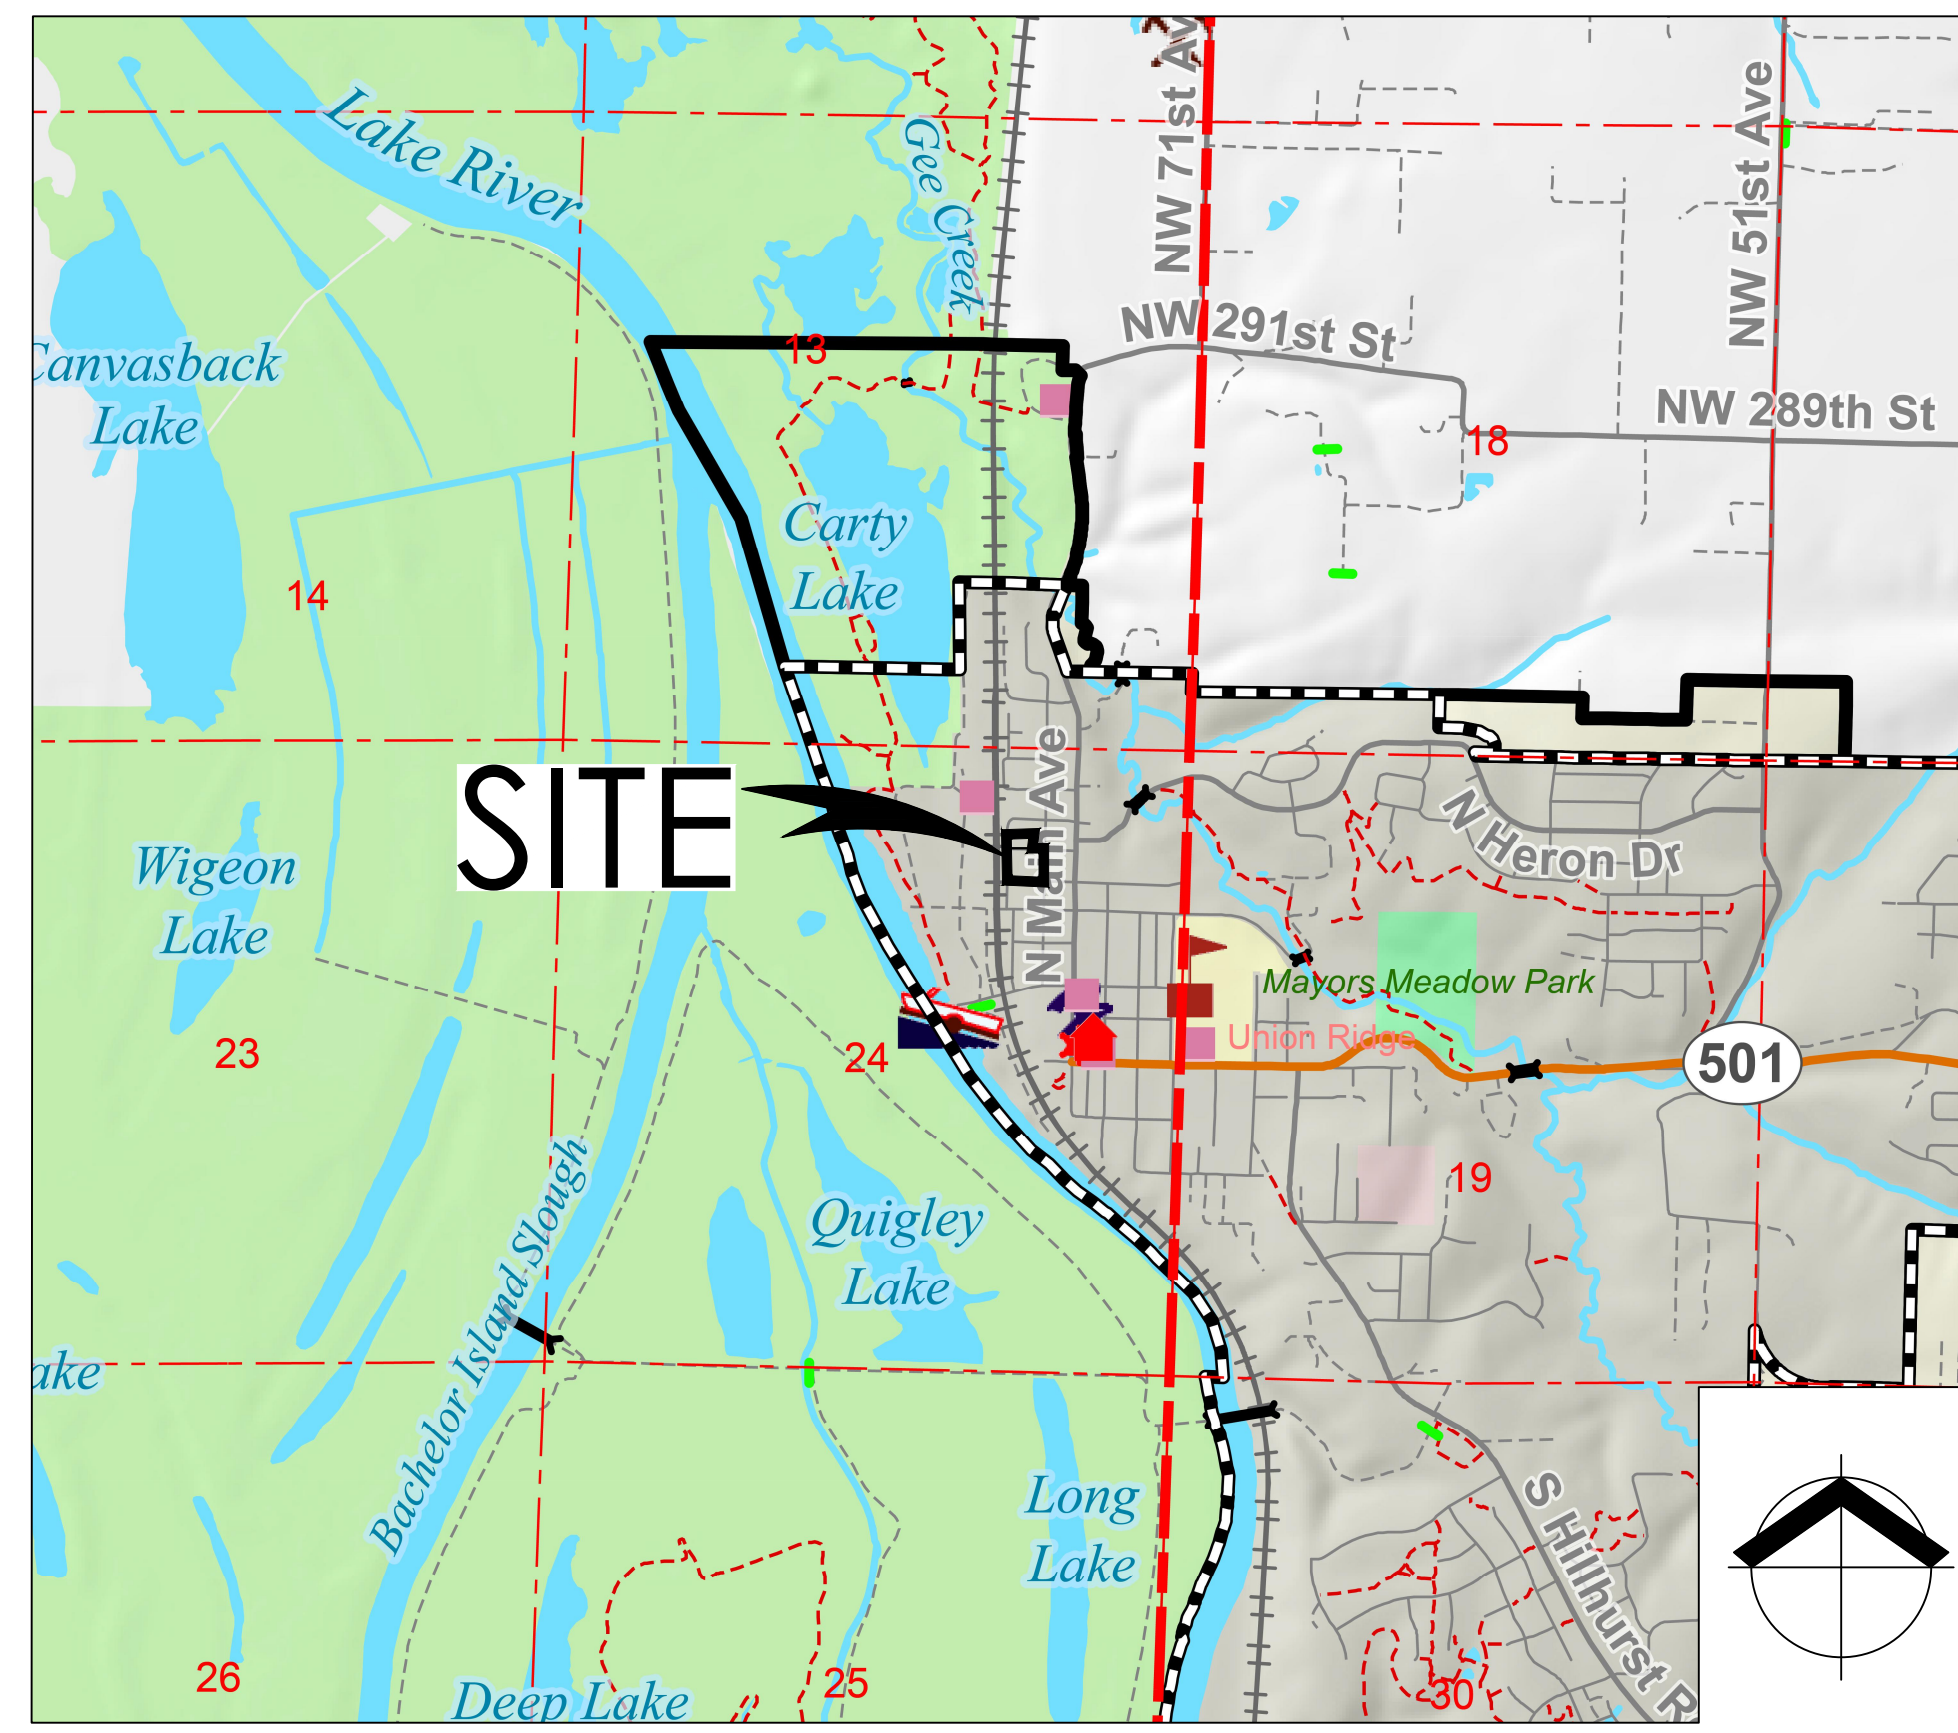 NW 71st Av
NW 51st Ave
Lake River
Gee Creek
NW 291st St
13
Canvasback
Lake
NW 289th St
18
Carty
Lake
14
N Main Ave
SITE
N Heron Dr
Wigeon
Lake
Mayors Meadow Park
Union Ridge
23
24
501
19
Quigley
Lake
Bachelor Island Slough
ake
Long
Lake
S Hillhurst R
26
Deep Lake
25
30